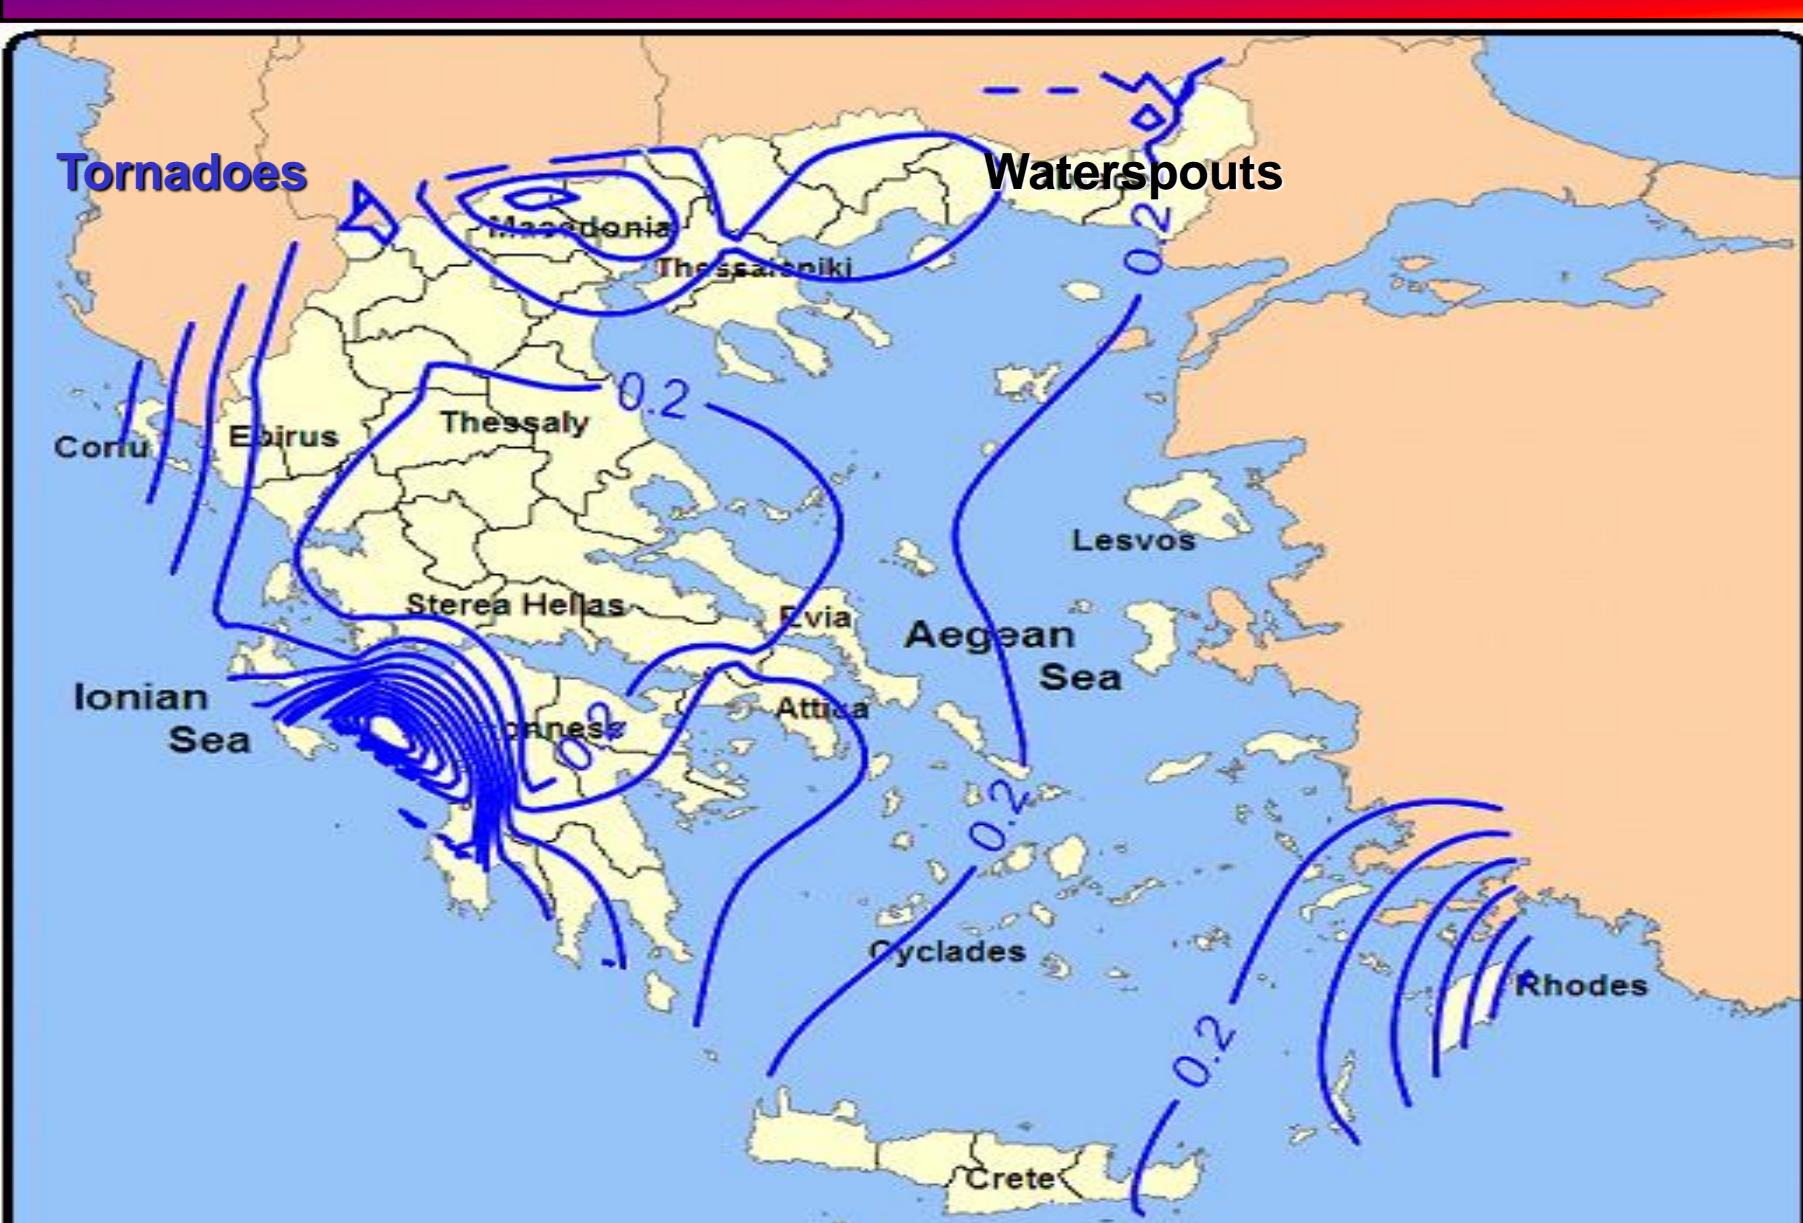 Tornadoes
Waterspouts
Macedonia
Thessaloniki
0.2
0.2
Thessaly
Epirus
Corfu
Lesvos
Sterea Hellas
Evia
Aegean
Sea
Ionian
Sea
Attica
onness
0.2
0.2
Cyclades
Rhodes
0.2
Crete